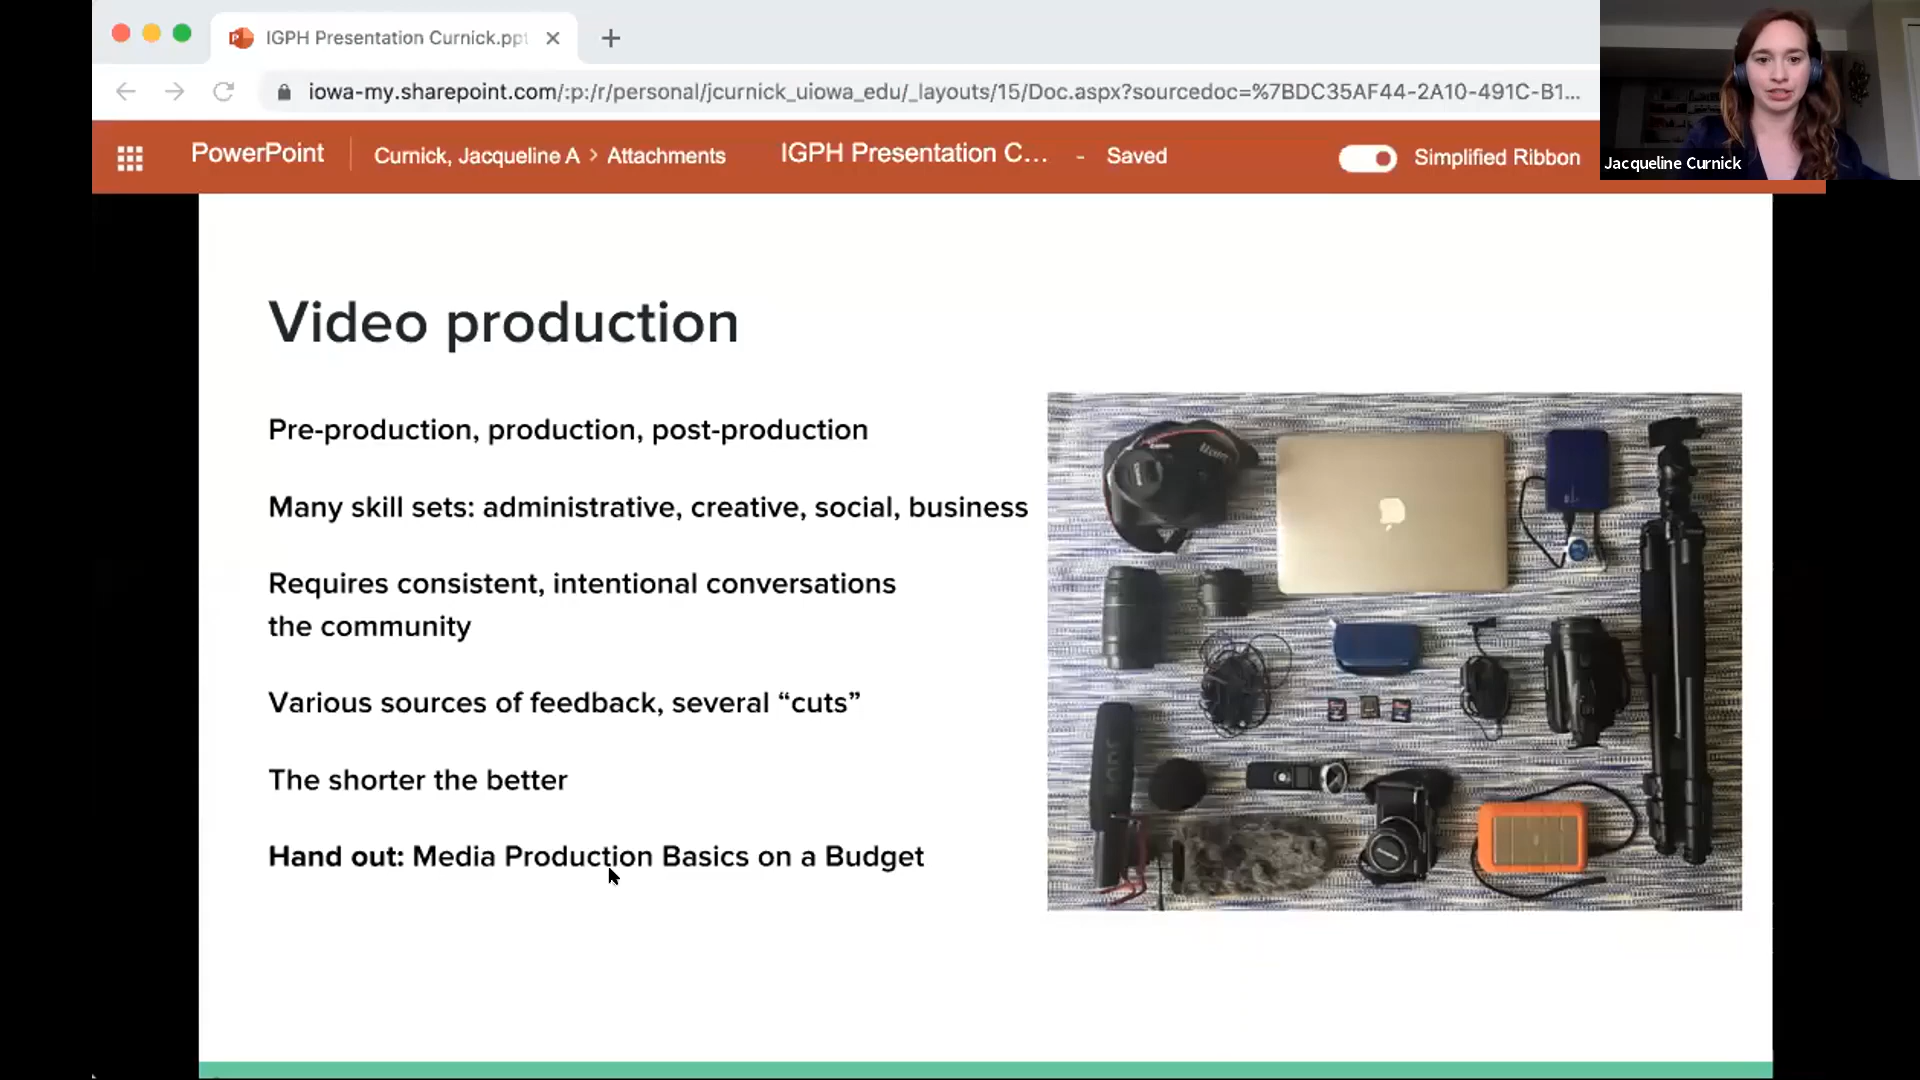 IGPH Presentation Curnick.ppt
iowa-my.sharepoint.com/:p:/r/personal/jcurnick_uiowa_edu/_layouts/15/Doc.aspx?sourcedoc=%7BDC35AF44-2A10-491C-B1...
PowerPoint
Curnick, Jacqueline A > Attachments
IGPH Presentation C... - Saved
Simplified Ribbon
Jacqueline Curnick
Video production
Pre-production, production, post-production
Many skill sets: administrative, creative, social, business
Requires consistent, intentional conversations
the community
Various sources of feedback, several “cuts”
The shorter the better
Hand out: Media Production Basics on a Budget